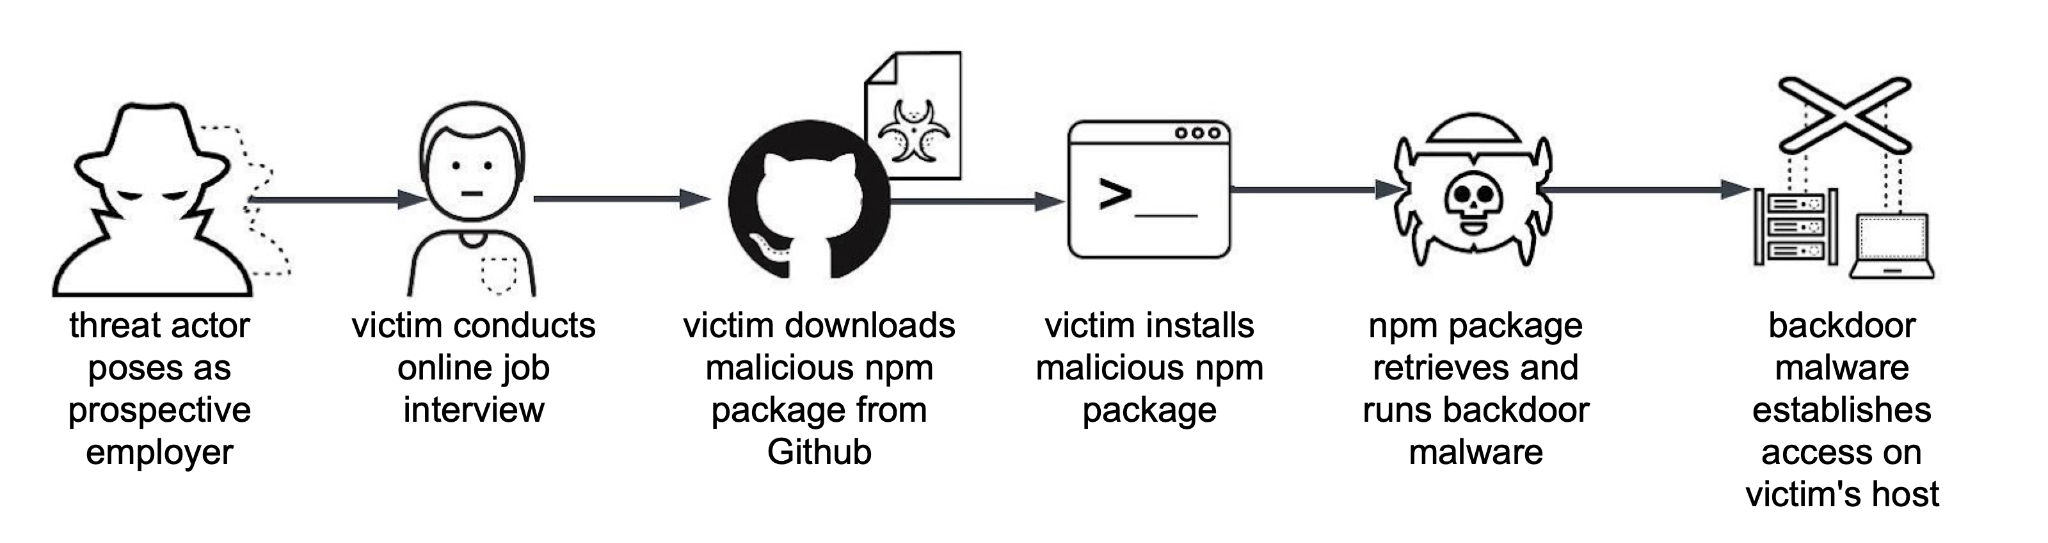 threat actor
poses as
prospective
employer
victim conducts
online job
interview
victim downloads
malicious npm
package from
Github
>_
victim installs
malicious npm
package
npm package
retrieves and
runs backdoor
malware
backdoor
malware
establishes
access on
victim's host